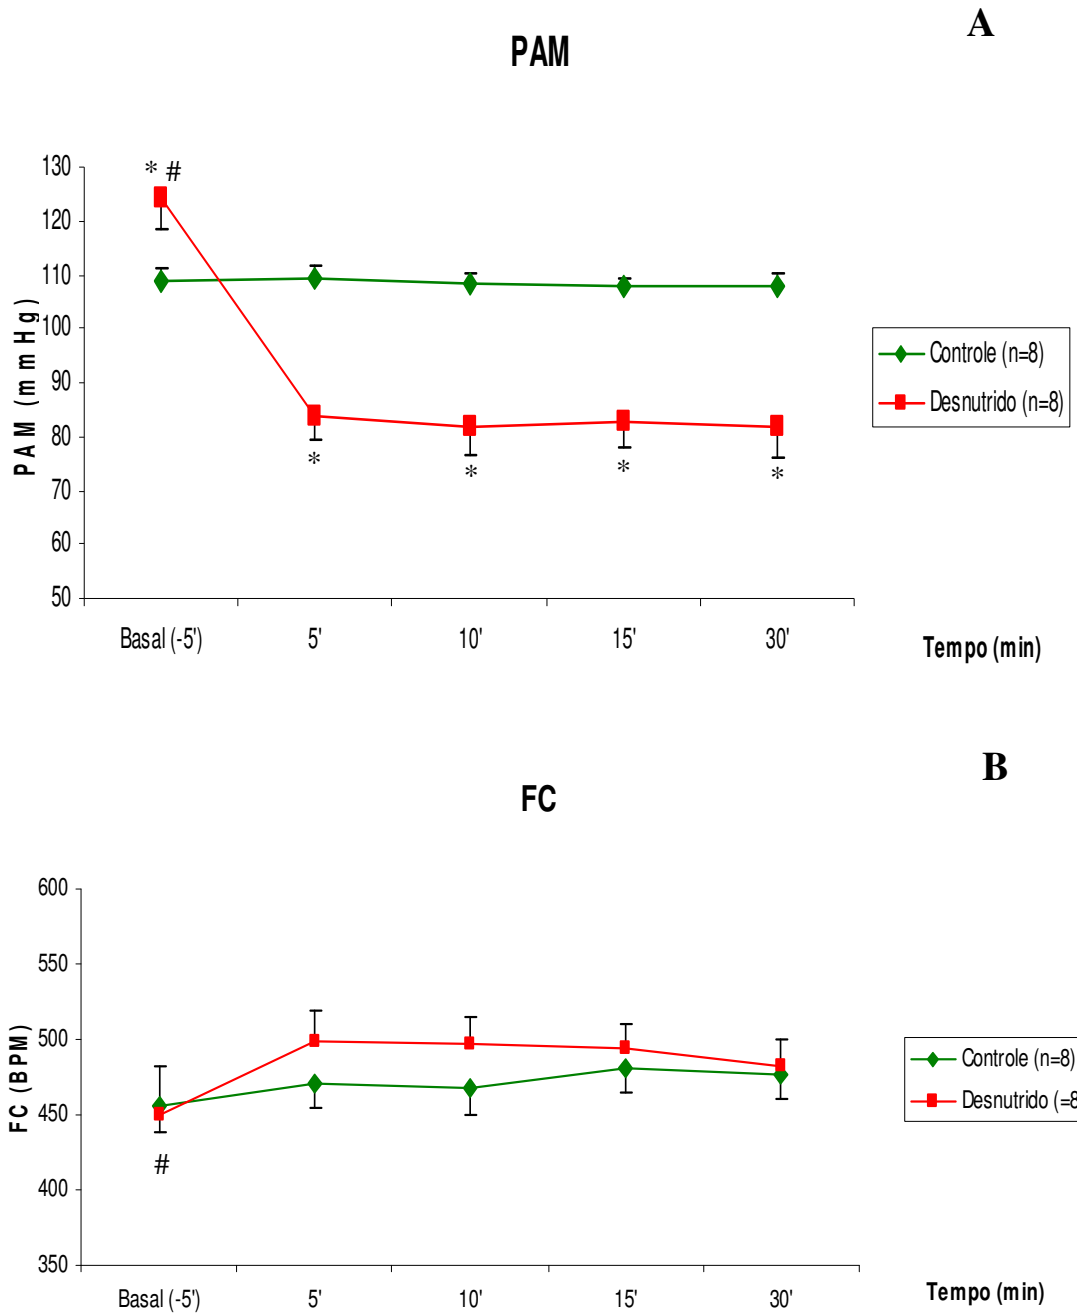 A
PAM
130
* #
120
110
100
90
80
70
60
50
PAM (mmHg)
* * * *
Controle (n=8)
Desnutrido (n=8)
Basal (-5') 5' 10' 15' 30'
Tempo (min)
B
FC
600
550
500
450
400
350
FC (BPM)
#
Controle (n=8)
Desnutrido (=8
Basal (-5') 5' 10' 15' 30'
Tempo (min)